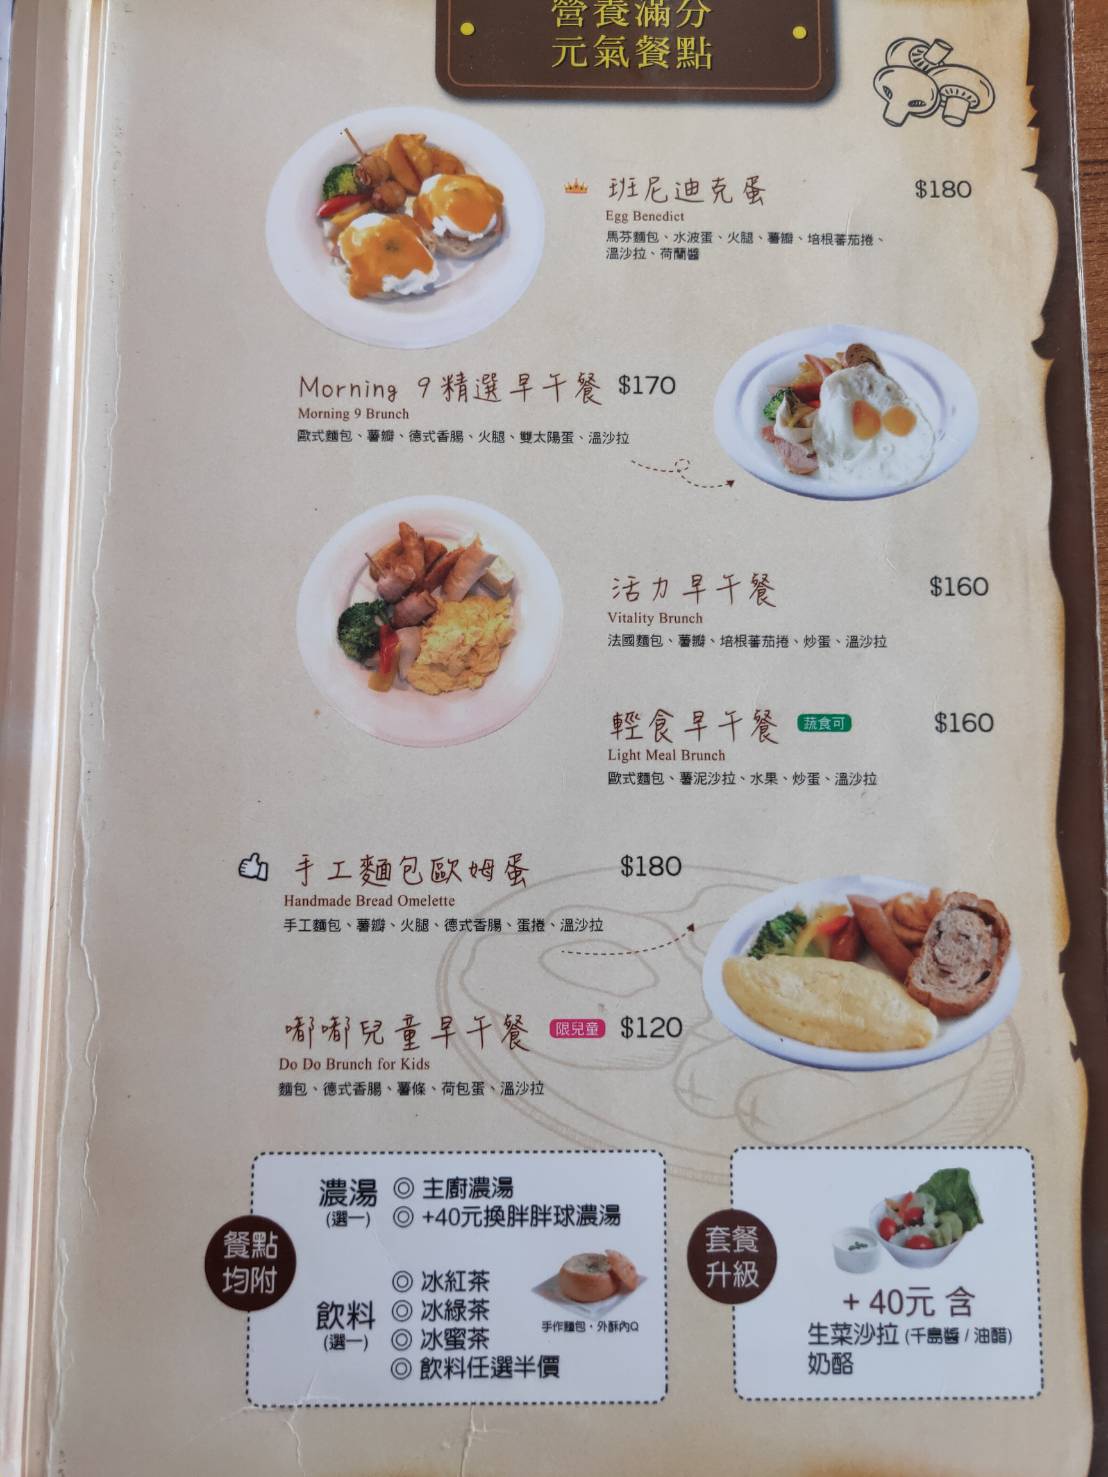 營養滿分
元氣餐點
班尼迪克蛋 $180
Egg Benedict
馬芬麵包、水波蛋、火腿、薯瓣、培根蕃茄捲、
溫沙拉、荷蘭醬
Morning 9精選早午餐 $170
Morning 9 Brunch
歐式麵包、薯瓣、德式香腸、火腿、雙太陽蛋、溫沙拉
活力早午餐 $160
Vitality Brunch
法國麵包、薯瓣、培根蕃茄捲、炒蛋、溫沙拉
輕食早午餐 蔬食可 $160
Light Meal Brunch
歐式麵包、薯泥沙拉、水果、炒蛋、溫沙拉
手工麵包歐姆蛋 $180
Handmade Bread Omelette
手工麵包、薯瓣、火腿、德式香腸、蛋捲、溫沙拉
嘟嘟兒童早午餐 限兒童 $120
Do Do Brunch for Kids
麵包、德式香腸、薯條、荷包蛋、溫沙拉
餐點
均附
濃湯 ◎ 主廚濃湯
(選一) ◎ +40元換胖胖球濃湯
◎ 冰紅茶
飲料 ◎ 冰綠茶
(選一) ◎ 冰蜜茶
◎ 飲料任選半價
手作麵包，外酥內Q
套餐
升級
+ 40元 含
生菜沙拉 (千島醬 / 油醋)
奶酪